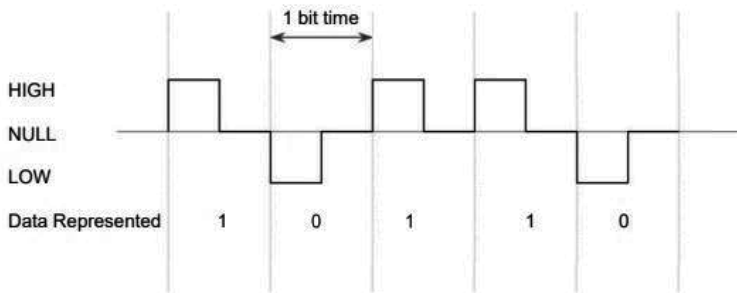 1 bit time
HIGH
NULL
LOW
Data Represented 1 0 1 1 0